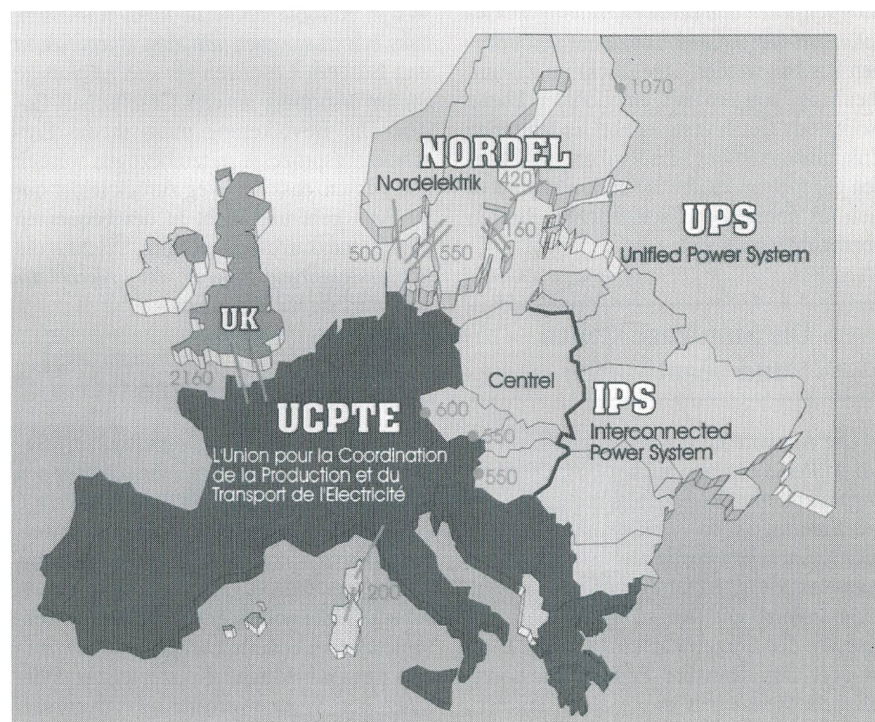 1070
NORDEL
420
Nordelektrik
160
500
550
UPS
Unified Power System
UK
2160
Centrel
UCPTE
600
IPS
Interconnected
Power System
550
L'Union pour la Coordination
de la Production et du
Transport de l'Electricité
550
200